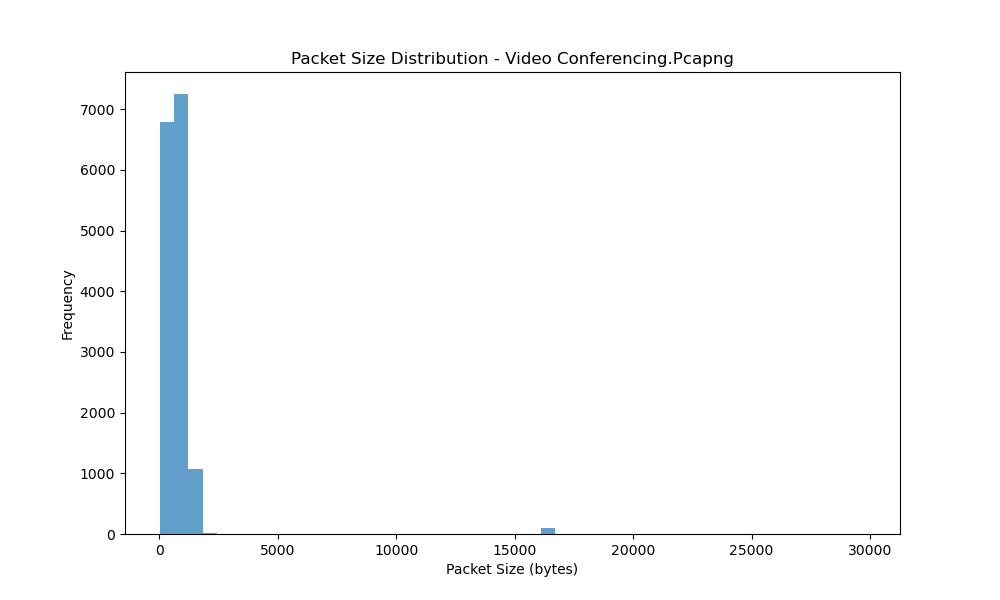 Packet Size Distribution - Video Conferencing.Pcapng
7000
6000
5000
4000
3000
2000
1000
0
Frequency
0 5000 10000 15000 20000 25000 30000
Packet Size (bytes)